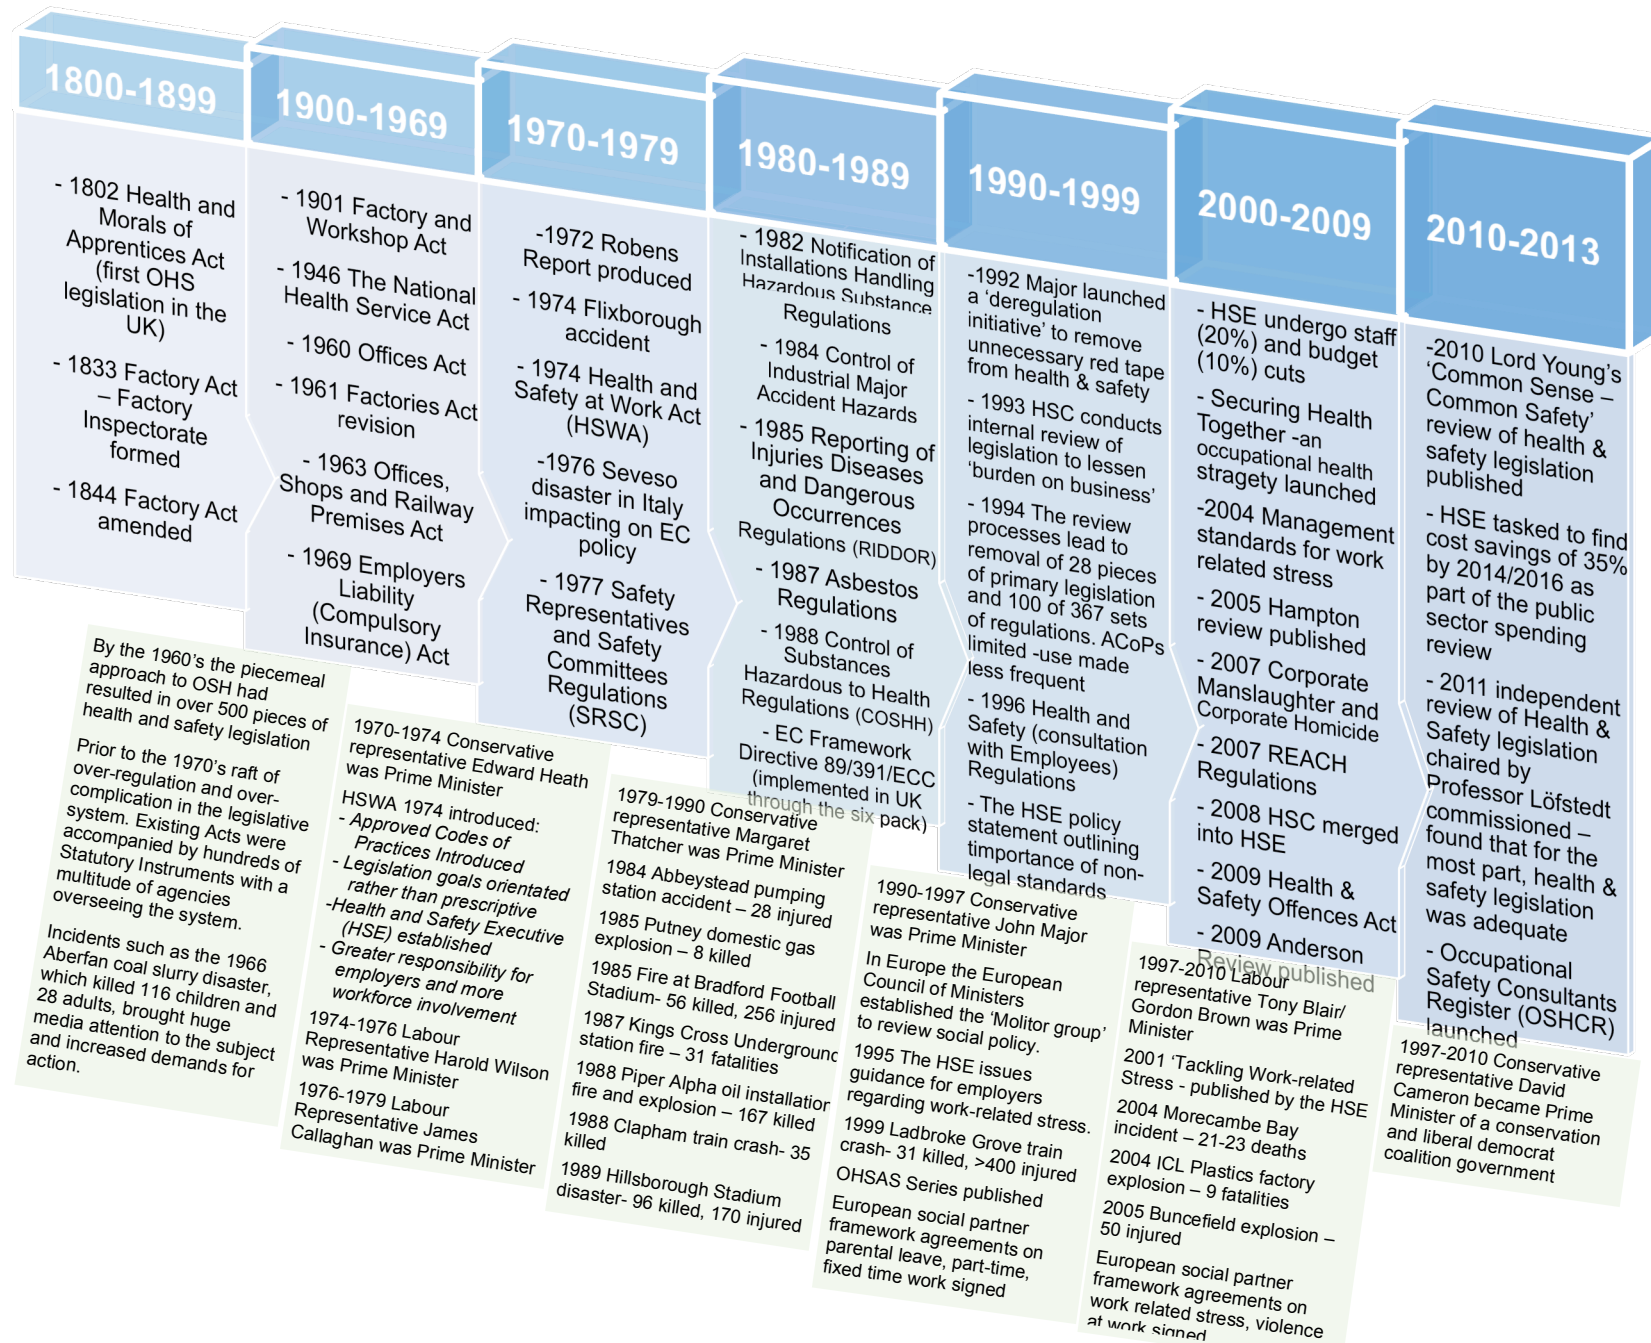 1800-1899
- 1802 Health and
Morals of
Apprentices Act
(first OHS
legislation in the
UK)
- 1833 Factory Act
– Factory
Inspectorate
formed
- 1844 Factory Act
amended
1900-1969
- 1901 Factory and
Workshop Act
- 1946 The National
Health Service Act
- 1960 Offices Act
- 1961 Factories Act
revision
- 1963 Offices,
Shops and Railway
Premises Act
- 1969 Employers
Liability
(Compulsory
Insurance) Act
1970-1979
-1972 Robens
Report produced
- 1974 Flixborough
accident
- 1974 Health and
Safety at Work Act
(HSWA)
-1976 Seveso
disaster in Italy
impacting on EC
policy
- 1977 Safety
Representatives
and Safety
Committees
Regulations
(SRSC)
1980-1989
- 1982 Notification of
Installations Handling
Hazardous Substance
Regulations
- 1984 Control of
Industrial Major
Accident Hazards
- 1985 Reporting of
Injuries Diseases
and Dangerous
Occurrences
Regulations (RIDDOR)
- 1987 Asbestos
Regulations
- 1988 Control of
Substances
Hazardous to Health
Regulations (COSHH)
- EC Framework
Directive 89/391/ECC
(implemented in UK
through the six pack)
1990-1999
-1992 Major launched
a ‘deregulation
initiative’ to remove
unnecessary red tape
from health & safety
- 1993 HSC conducts
internal review of
legislation to lessen
‘burden on business’
- 1994 The review
processes lead to
removal of 28 pieces
of primary legislation
and 100 of 367 sets
of regulations. ACoPs
limited -use made
less frequent
- 1996 Health and
Safety (consultation
with Employees)
Regulations
- The HSE policy
statement outlining
timportance of non-
legal standards
2000-2009
- HSE undergo staff
(20%) and budget
(10%) cuts
- Securing Health
Together -an
occupational health
stragety launched
-2004 Management
standards for work
related stress
- 2005 Hampton
review published
- 2007 Corporate
Manslaughter and
Corporate Homicide
- 2007 REACH
Regulations
- 2008 HSC merged
into HSE
- 2009 Health &
Safety Offences Act
- 2009 Anderson
Review published
2010-2013
-2010 Lord Young’s
‘Common Sense –
Common Safety’
review of health &
safety legislation
published
- HSE tasked to find
cost savings of 35%
by 2014/2016 as
part of the public
sector spending
review
- 2011 independent
review of Health &
Safety legislation
chaired by
Professor Löfstedt
commissioned –
found that for the
most part, health &
safety legislation
was adequate
- Occupational
Safety Consultants
Register (OSHCR)
launched
By the 1960’s the piecemeal
approach to OSH had
resulted in over 500 pieces of
health and safety legislation
Prior to the 1970’s raft of
over-regulation and over-
complication in the legislative
system. Existing Acts were
accompanied by hundreds of
Statutory Instruments with a
multitude of agencies
overseeing the system.
Incidents such as the 1966
Aberfan coal slurry disaster,
which killed 116 children and
28 adults, brought huge
media attention to the subject
and increased demands for
action.
1970-1974 Conservative
representative Edward Heath
was Prime Minister
HSWA 1974 introduced:
- Approved Codes of
Practices Introduced
- Legislation goals orientated
rather than prescriptive
-Health and Safety Executive
(HSE) established
- Greater responsibility for
employers and more
workforce involvement
1974-1976 Labour
Representative Harold Wilson
was Prime Minister
1976-1979 Labour
Representative James
Callaghan was Prime Minister
1979-1990 Conservative
representative Margaret
Thatcher was Prime Minister
1984 Abbeystead pumping
station accident – 28 injured
1985 Putney domestic gas
explosion – 8 killed
1985 Fire at Bradford Football
Stadium- 56 killed, 256 injured
1987 Kings Cross Underground
station fire – 31 fatalities
1988 Piper Alpha oil installation
fire and explosion – 167 killed
1988 Clapham train crash- 35
killed
1989 Hillsborough Stadium
disaster- 96 killed, 170 injured
1990-1997 Conservative
representative John Major
was Prime Minister
In Europe the European
Council of Ministers
established the ‘Molitor group’
to review social policy.
1995 The HSE issues
guidance for employers
regarding work-related stress.
1999 Ladbroke Grove train
crash- 31 killed, >400 injured
OHSAS Series published
European social partner
framework agreements on
parental leave, part-time,
fixed time work signed
1997-2010 Labour
representative Tony Blair/
Gordon Brown was Prime
Minister
2001 ‘Tackling Work-related
Stress - published by the HSE
2004 Morecambe Bay
incident – 21-23 deaths
2004 ICL Plastics factory
explosion – 9 fatalities
2005 Buncefield explosion –
50 injured
European social partner
framework agreements on
work related stress, violence
at work signed
1997-2010 Conservative
representative David
Cameron became Prime
Minister of a conservation
and liberal democrat
coalition government